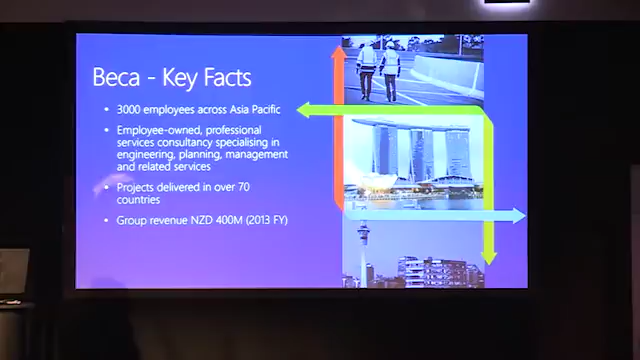 Beca - Key Facts
• 3000 employees across Asia Pacific
• Employee-owned, professional
services consultancy specialising in
engineering, planning, management
and related services
• Projects delivered in over 70
countries
• Group revenue NZD 400M (2013 FY)